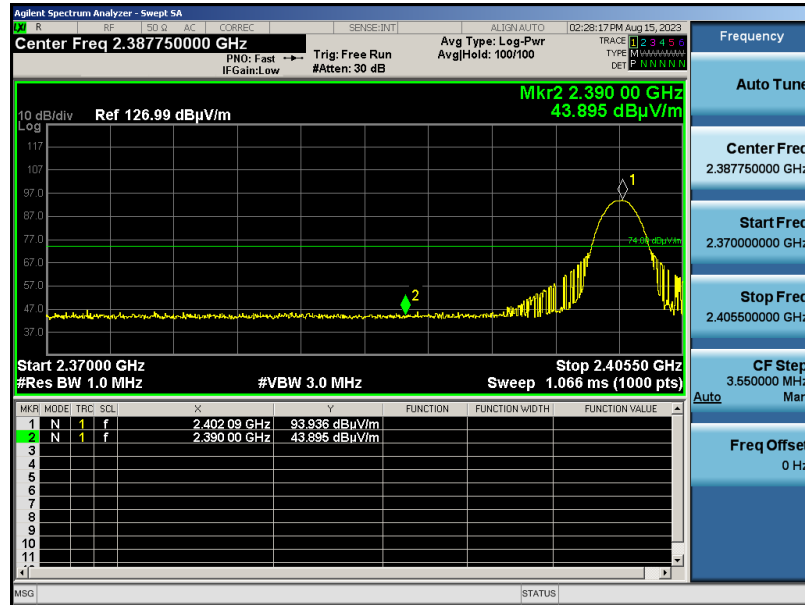 Agilent Spectrum Analyzer - Swept SA
LXI R RF 50 Ω AC CORREC SENSE:INT ALIGN AUTO 02:28:17 PM Aug 15, 2023
Center Freq 2.387750000 GHz
PNO: Fast
IFGain:Low
Trig: Free Run
#Atten: 30 dB
Avg Type: Log-Pwr
Avg|Hold: 100/100
TRACE 1 2 3 4 5 6
TYPE M
DET P N N N N N
Mkr2 2.390 00 GHz
43.895 dBµV/m
10 dB/div Ref 126.99 dBµV/m
Log
117
107
97.0
87.0
77.0
67.0
57.0
47.0
37.0
1
2
74.00 dBµV/m
Start 2.37000 GHz Stop 2.40550 GHz
#Res BW 1.0 MHz #VBW 3.0 MHz Sweep 1.066 ms (1000 pts)
MKR MODE TRC SCL X Y FUNCTION FUNCTION WIDTH FUNCTION VALUE
1 N 1 f 2.402 09 GHz 93.936 dBµV/m
2 N 1 f 2.390 00 GHz 43.895 dBµV/m
3
4
5
6
7
8
9
10
11
MSG STATUS
Frequency
Auto Tune
Center Freq
2.387750000 GHz
Start Freq
2.370000000 GHz
Stop Freq
2.405500000 GHz
CF Step
3.550000 MHz
Auto Man
Freq Offset
0 Hz